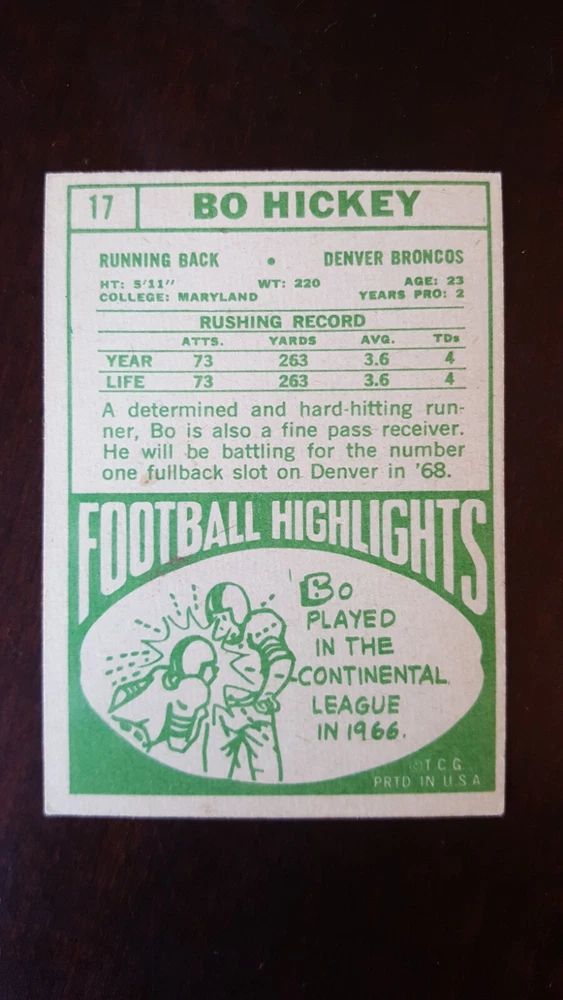 17 BO HICKEY
RUNNING BACK • DENVER BRONCOS
HT: 5'11" WT: 220 AGE: 23
COLLEGE: MARYLAND YEARS PRO: 2
RUSHING RECORD
ATTS. YARDS AVG. TDs
YEAR 73 263 3.6 4
LIFE 73 263 3.6 4
A determined and hard-hitting run-
ner, Bo is also a fine pass receiver.
He will be battling for the number
one fullback slot on Denver in '68.
FOOTBALL HIGHLIGHTS
BO
PLAYED
IN THE
CONTINENTAL
LEAGUE
IN 1966.
©T.C.G.
PRTD IN U.S.A